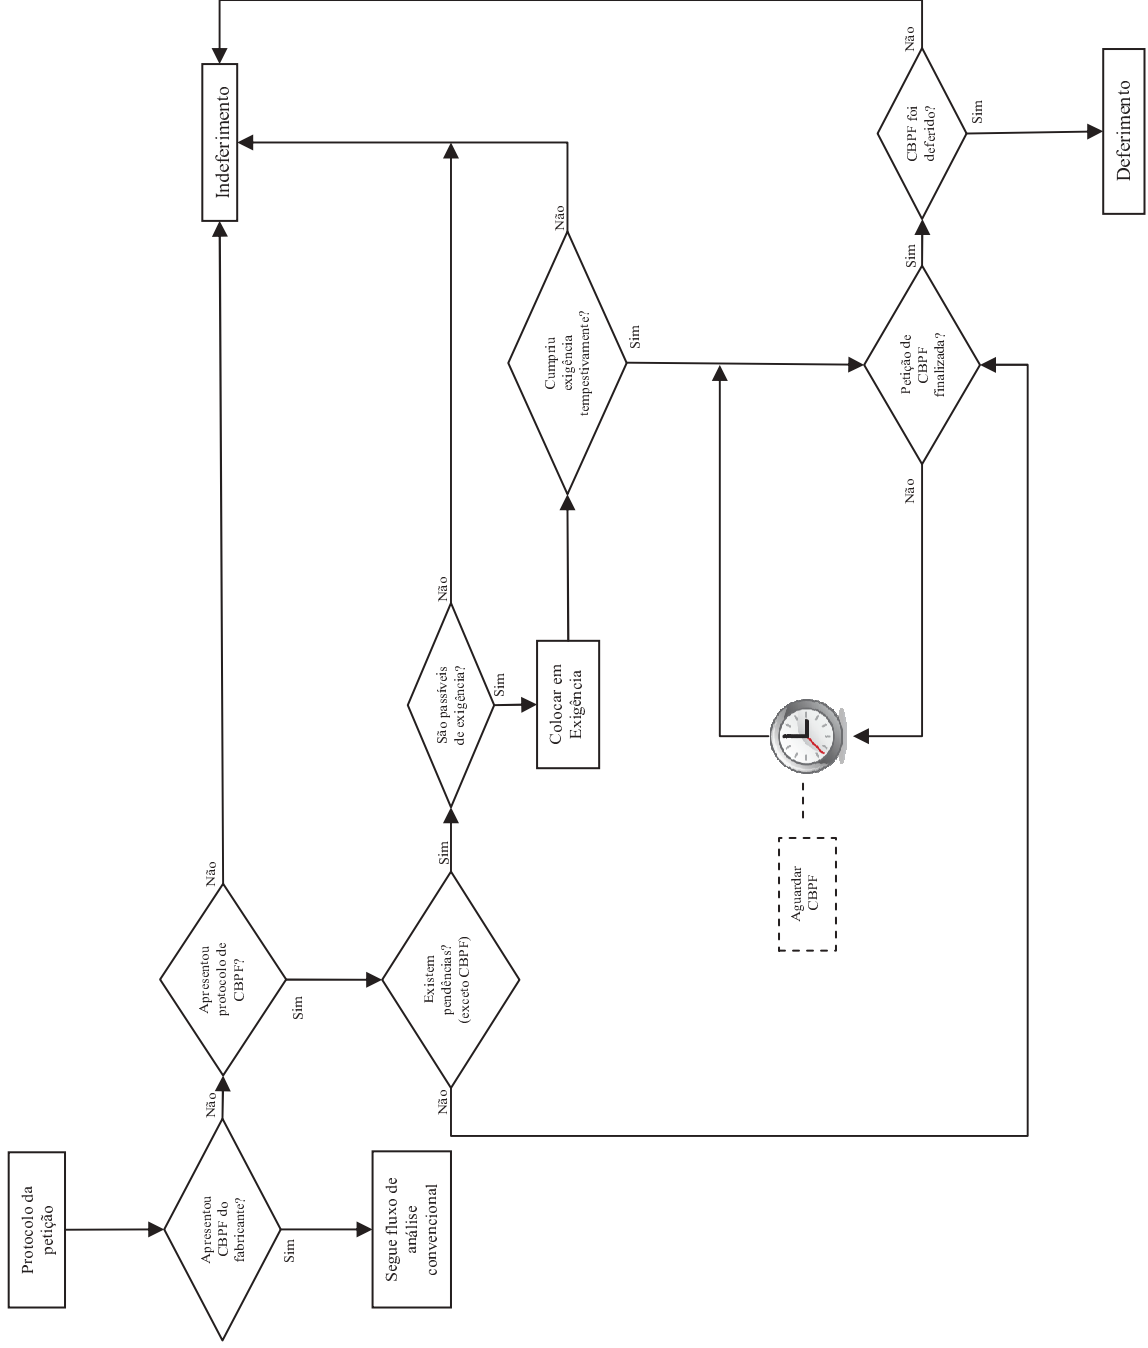 Protocolo da
petição
Apresentou
CBPF do
fabricante?
Não
Sim
Segue fluxo de
análise
convencional
Apresentou
protocolo de
CBPF?
Não
Sim
Indeferimento
Existem
pendências?
(exceto CBPF)
Não
Sim
São passíveis
de exigência?
Não
Sim
Colocar em
Exigência
Cumpriu
exigência
tempestivamente?
Não
Sim
Petição de
CBPF
finalizada?
Não
Sim
Aguardar
CBPF
CBPF foi
deferido?
Não
Sim
Deferimento